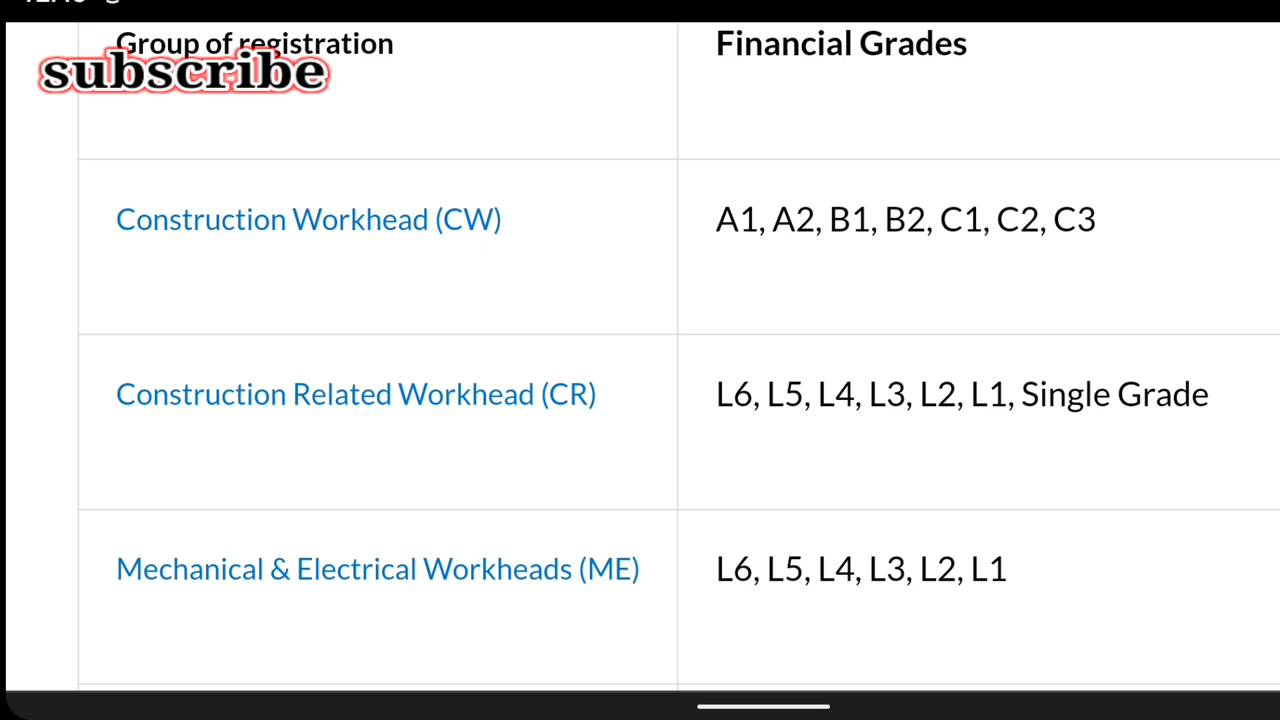 Group of registration
Financial Grades
subscribe
Construction Workhead (CW)
A1, A2, B1, B2, C1, C2, C3
Construction Related Workhead (CR)
L6, L5, L4, L3, L2, L1, Single Grade
Mechanical & Electrical Workheads (ME)
L6, L5, L4, L3, L2, L1